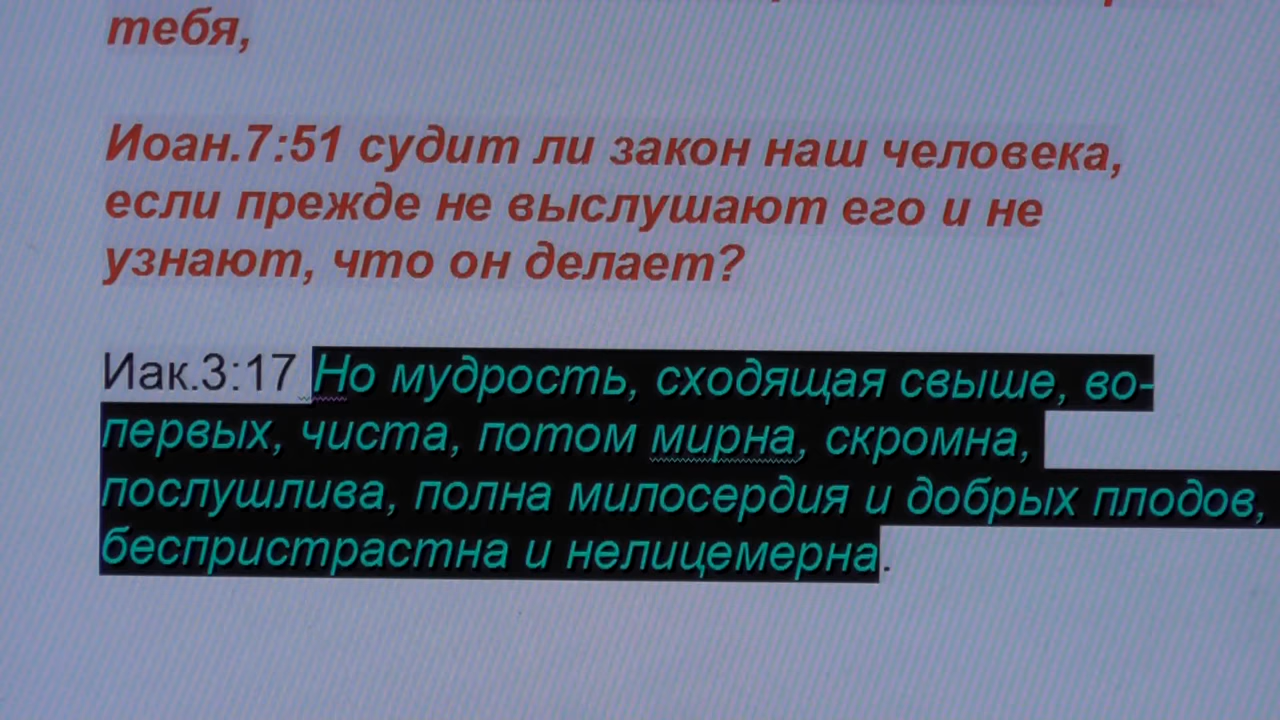 тебя,
Иоан.7:51 судит ли закон наш человека,
если прежде не выслушают его и не
узнают, что он делает?
Иак.3:17 Но мудрость, сходящая свыше, во-
первых, чиста, потом мирна, скромна,
послушлива, полна милосердия и добрых плодов,
беспристрастна и нелицемерна.